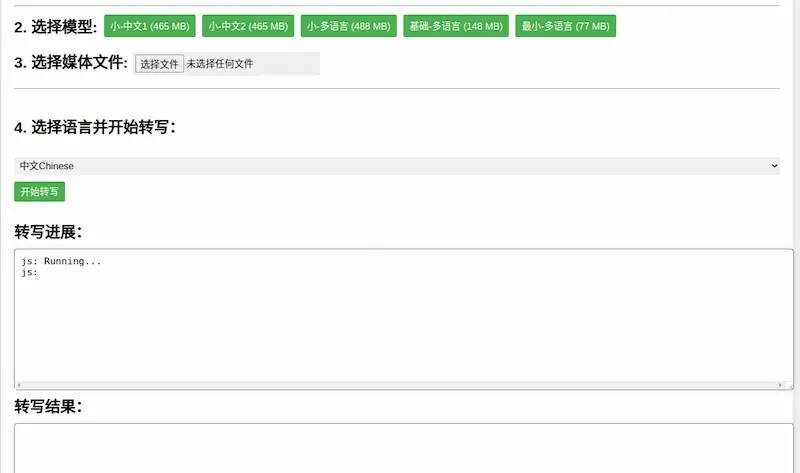 2. 选择模型: 小-中文1 (465 MB) 小-中文2 (465 MB) 小-多语言 (488 MB) 基础-多语言 (148 MB) 最小-多语言 (77 MB)
3. 选择媒体文件: 选择文件 未选择任何文件
4. 选择语言并开始转写：
中文Chinese
开始转写
转写进展：
js: Running...
js:
转写结果：